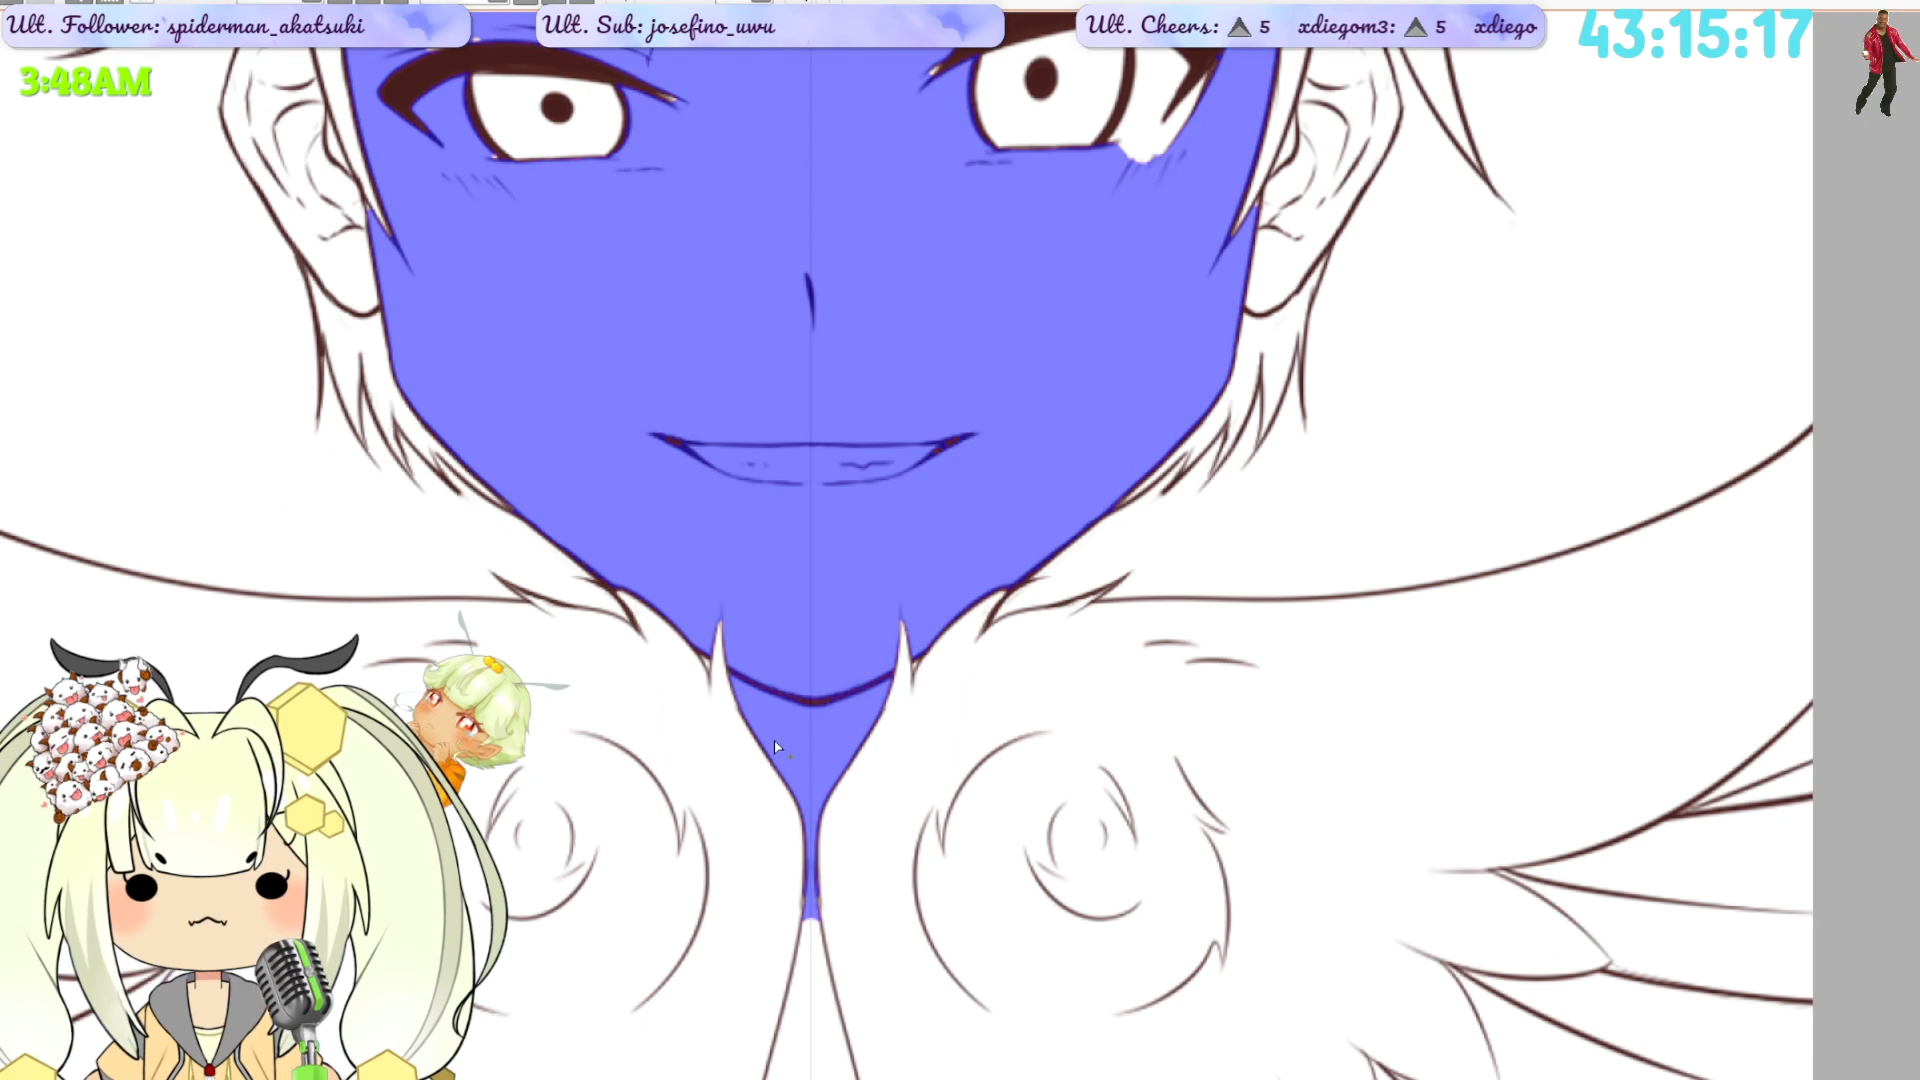 Ult. Follower: spiderman_akatsuki
Ult. Sub: josefino_uwu
Ult. Cheers: 5 xdiegom3: 5 xdiego
43:15:17
3:48AM